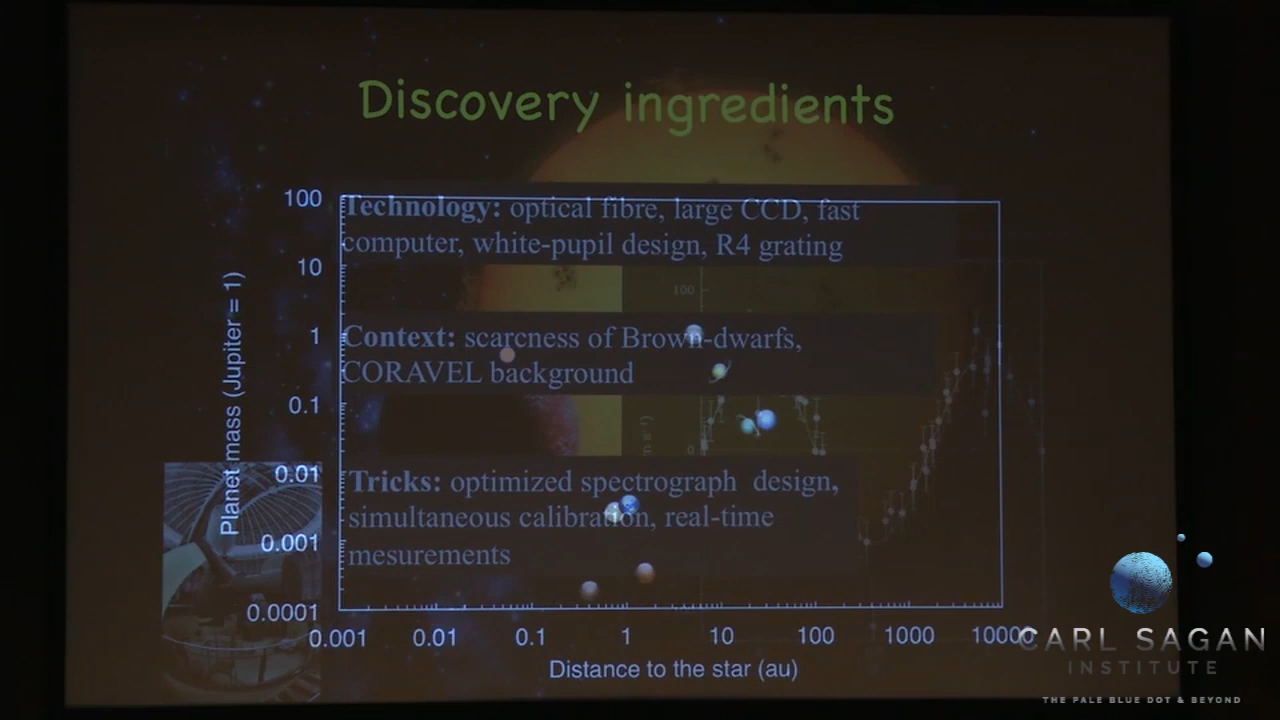 Discovery ingredients
Technology: optical fibre, large CCD, fast
computer, white-pupil design, R4 grating
Context: scarcness of Brown-dwarfs,
CORAVEL background
Tricks: optimized spectrograph design,
simultaneous calibration, real-time
mesurements
Planet mass (Jupiter = 1)
100
10
1
0.1
0.01
0.001
0.0001
0.001 0.01 0.1 1 10 100 1000 10000
Distance to the star (au)
100
0
CARL SAGAN
INSTITUTE
THE PALE BLUE DOT & BEYOND